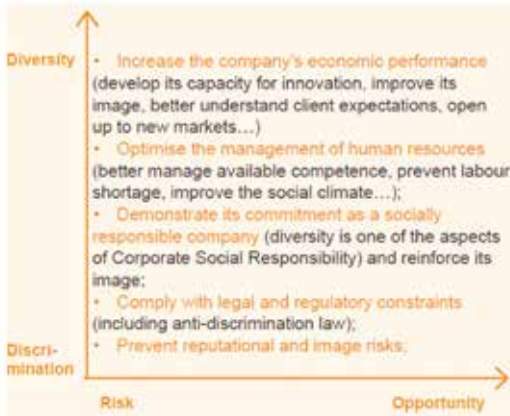 Diversity
• Increase the company's economic performance
(develop its capacity for innovation, improve its
image, better understand client expectations, open
up to new markets…)
• Optimise the management of human resources
(better manage available competence, prevent labour
shortage, improve the social climate…);
• Demonstrate its commitment as a socially
responsible company (diversity is one of the aspects
of Corporate Social Responsibility) and reinforce its
image;
• Comply with legal and regulatory constraints
(including anti-discrimination law);
• Prevent reputational and image risks;
Discri-
mination
Risk Opportunity